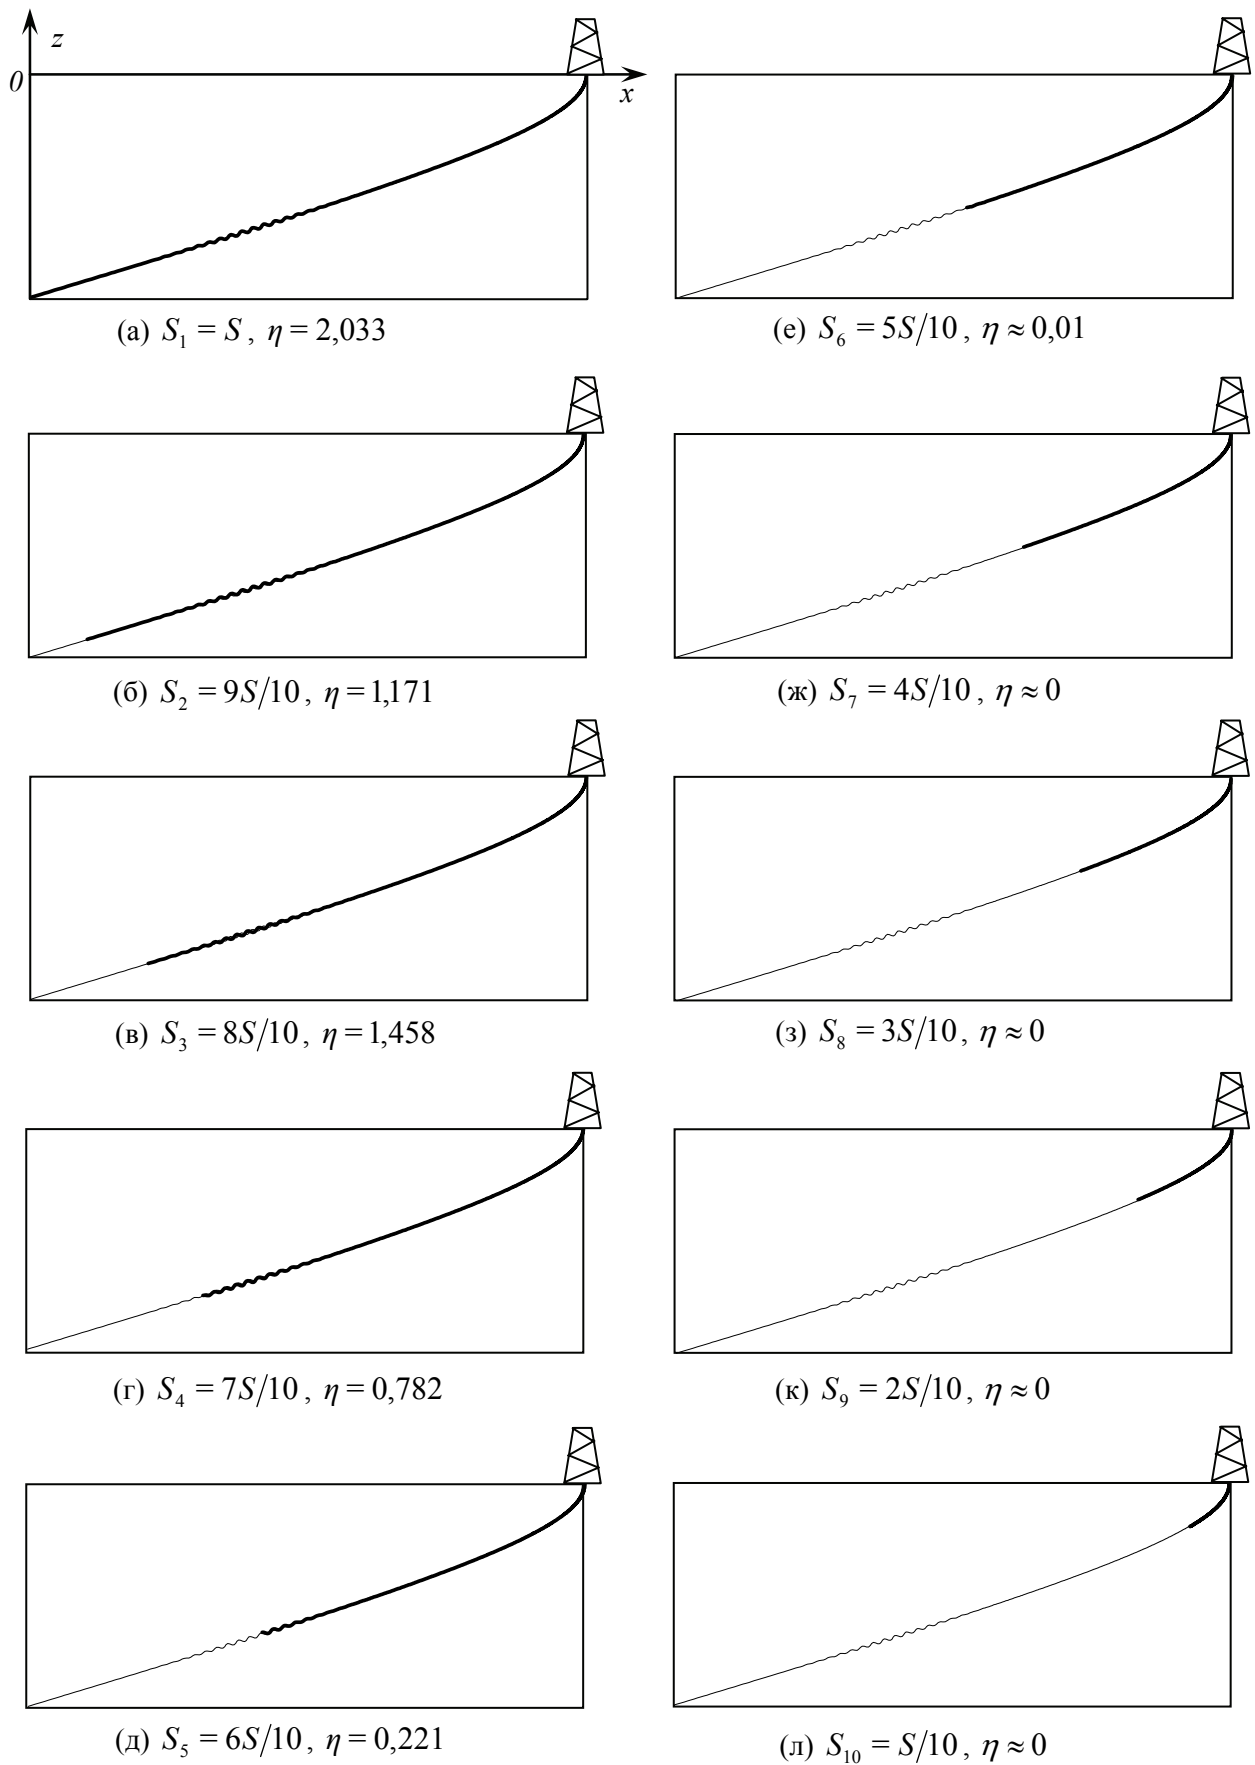 z
0
x
(а) S₁ = S, η = 2,033
(б) S₂ = 9S/10, η = 1,171
(в) S₃ = 8S/10, η = 1,458
(г) S₄ = 7S/10, η = 0,782
(д) S₅ = 6S/10, η = 0,221
(е) S₆ = 5S/10, η ≈ 0,01
(ж) S₇ = 4S/10, η ≈ 0
(з) S₈ = 3S/10, η ≈ 0
(к) S₉ = 2S/10, η ≈ 0
(л) S₁₀ = S/10, η ≈ 0